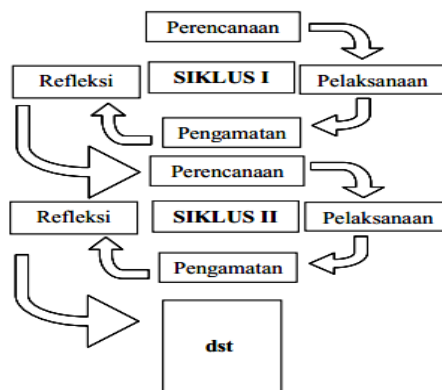 Perencanaan
Refleksi
SIKLUS I
Pelaksanaan
Pengamatan
Perencanaan
Refleksi
SIKLUS II
Pelaksanaan
Pengamatan
dst